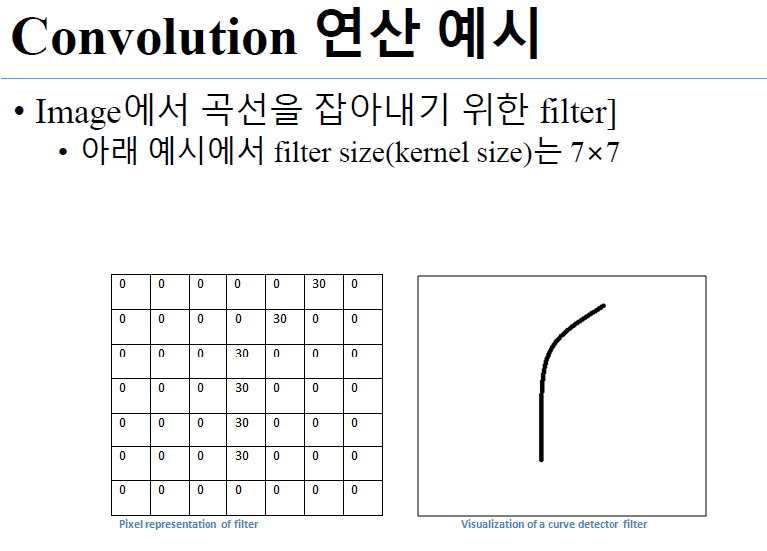 Convolution 연산 예시
• Image에서 곡선을 잡아내기 위한 filter]
• 아래 예시에서 filter size(kernel size)는 7×7
0 0 0 0 0 30 0
0 0 0 0 30 0 0
0 0 0 30 0 0 0
0 0 0 30 0 0 0
0 0 0 30 0 0 0
0 0 0 30 0 0 0
0 0 0 0 0 0 0
Pixel representation of filter
Visualization of a curve detector filter